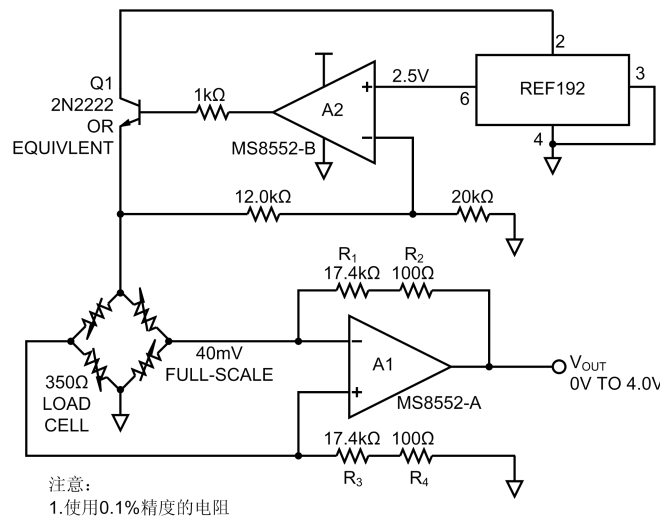 2
Q1
2N2222
OR
EQUIVLENT
1kΩ
+
A2
−
MS8552-B
2.5V
6
REF192
3
4
12.0kΩ
20kΩ
R1
17.4kΩ
R2
100Ω
40mV
FULL-SCALE
350Ω
LOAD
CELL
−
A1
+
MS8552-A
VOUT
0V TO 4.0V
17.4kΩ
R3
100Ω
R4
注意：
1.使用0.1%精度的电阻